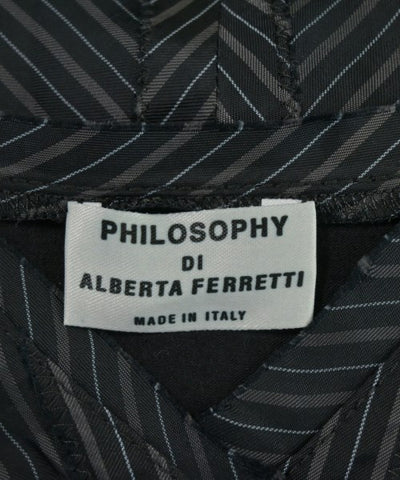 PHILOSOPHY
DI
ALBERTA FERRETTI
MADE IN ITALY